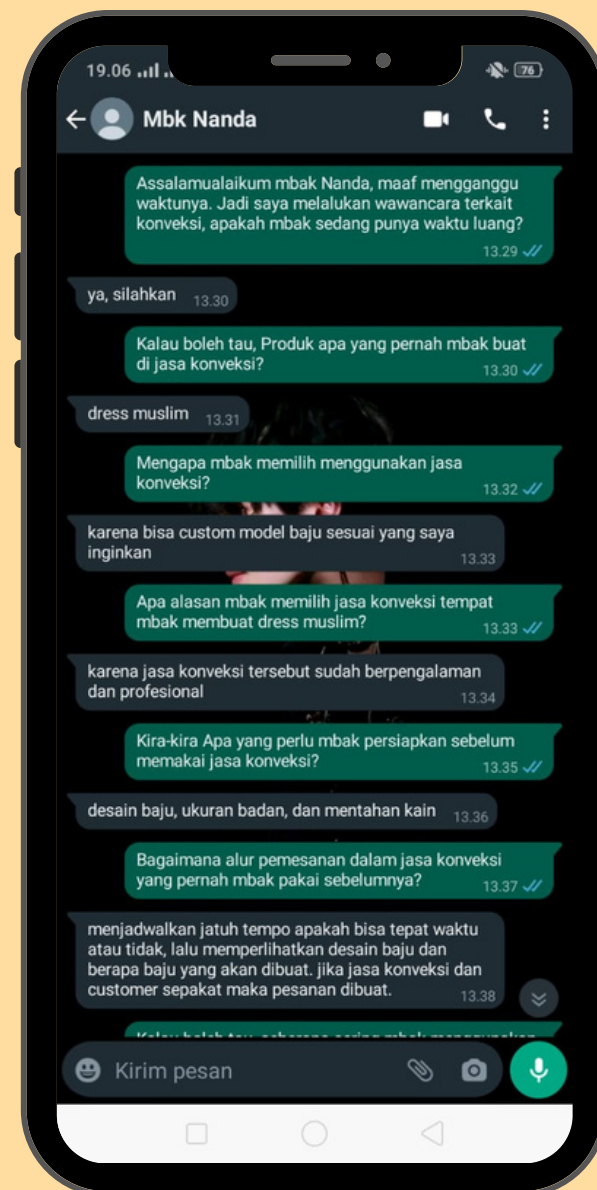 19.06
76
Mbk Nanda
Assalamualaikum mbak Nanda, maaf mengganggu
waktunya. Jadi saya melalukan wawancara terkait
konveksi, apakah mbak sedang punya waktu luang?
13.29
ya, silahkan 13.30
Kalau boleh tau, Produk apa yang pernah mbak buat
di jasa konveksi?
13.30
dress muslim 13.31
Mengapa mbak memilih menggunakan jasa
konveksi?
13.32
karena bisa custom model baju sesuai yang saya
inginkan
13.33
Apa alasan mbak memilih jasa konveksi tempat
mbak membuat dress muslim?
13.33
karena jasa konveksi tersebut sudah berpengalaman
dan profesional
13.34
Kira-kira Apa yang perlu mbak persiapkan sebelum
memakai jasa konveksi?
13.35
desain baju, ukuran badan, dan mentahan kain 13.36
Bagaimana alur pemesanan dalam jasa konveksi
yang pernah mbak pakai sebelumnya?
13.37
menjadwalkan jatuh tempo apakah bisa tepat waktu
atau tidak, lalu memperlihatkan desain baju dan
berapa baju yang akan dibuat. jika jasa konveksi dan
customer sepakat maka pesanan dibuat.
13.38
Kalau boleh tau, seberapa sering mbak menggunakan
Kirim pesan